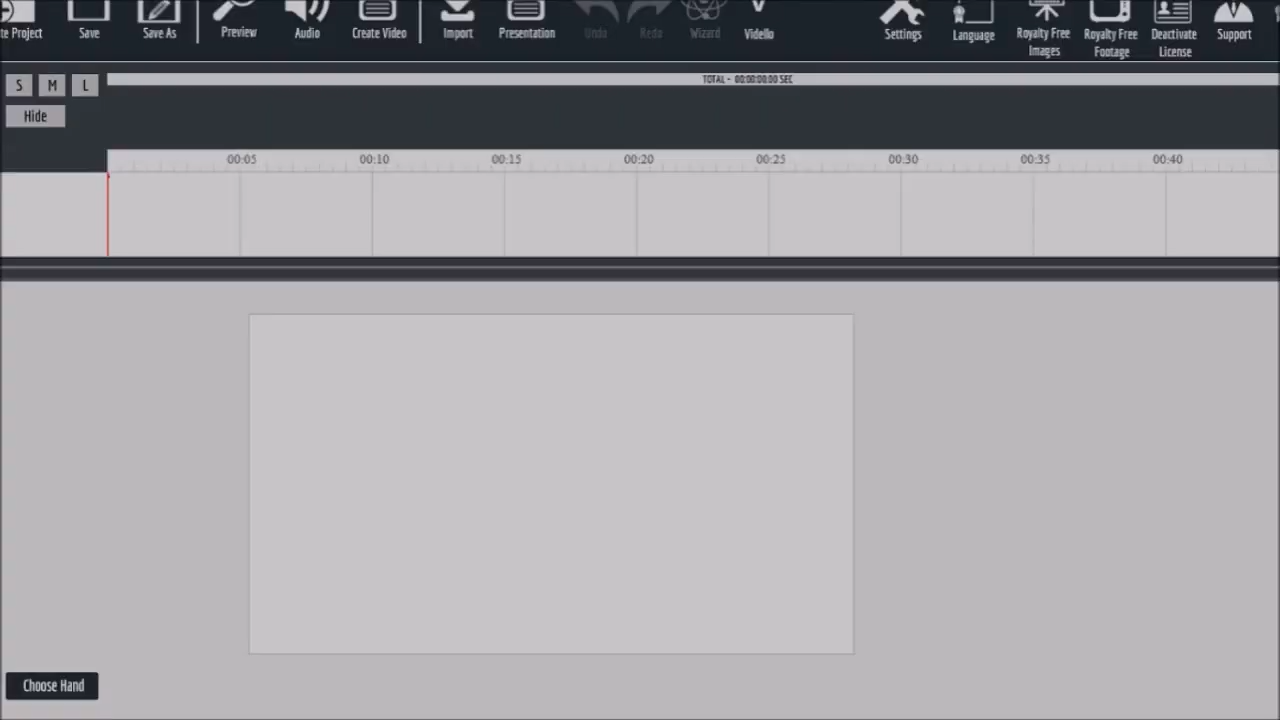 te Project
Save
Save As
Preview
Audio
Create Video
Import
Presentation
Undo
Redo
Wizard
Vidello
Settings
Language
Royalty Free
Images
Royalty Free
Footage
Deactivate
License
Support
S M L
TOTAL - 00:00:00:00 SEC
Hide
00:05 00:10 00:15 00:20 00:25 00:30 00:35 00:40
Choose Hand